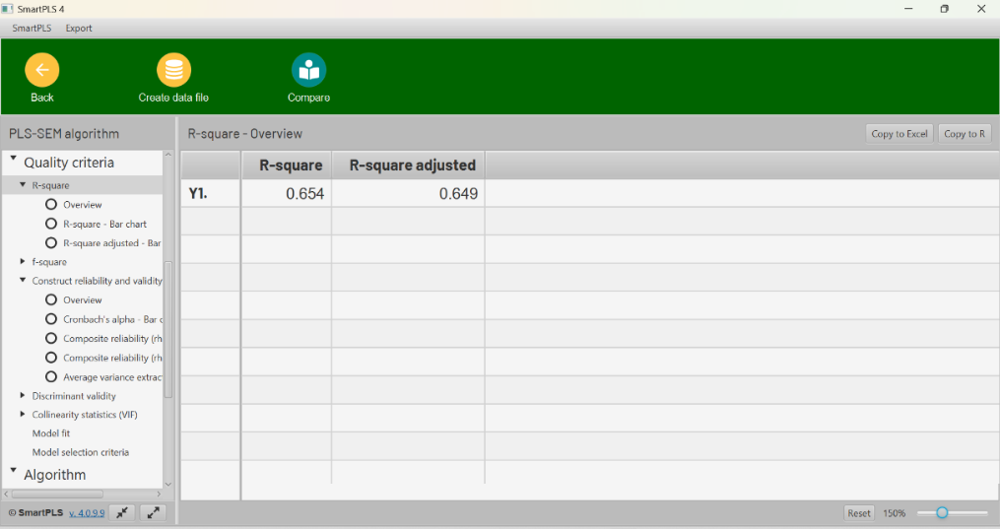 SmartPLS 4
SmartPLS Export
Back Create data file Compare
PLS-SEM algorithm
Quality criteria
R-square
Overview
R-square - Bar chart
R-square adjusted - Bar
f-square
Construct reliability and validity
Overview
Cronbach's alpha - Bar c
Composite reliability (rh
Composite reliability (rh
Average variance extrac
Discriminant validity
Collinearity statistics (VIF)
Model fit
Model selection criteria
Algorithm
© SmartPLS v. 4.0.9.9
R-square - Overview Copy to Excel Copy to R
R-square R-square adjusted
Y1. 0.654 0.649
Reset 150%